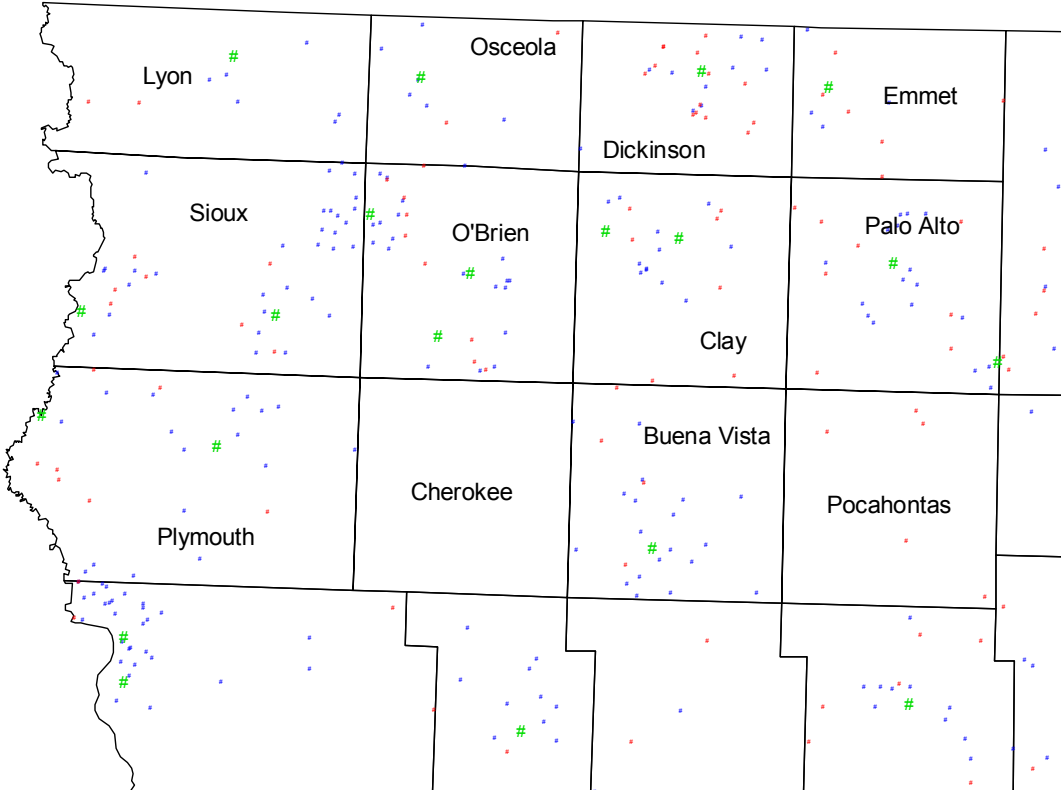 Osceola
Lyon
Emmet
Dickinson
Sioux
O'Brien
Palo Alto
Clay
Buena Vista
Cherokee
Pocahontas
Plymouth